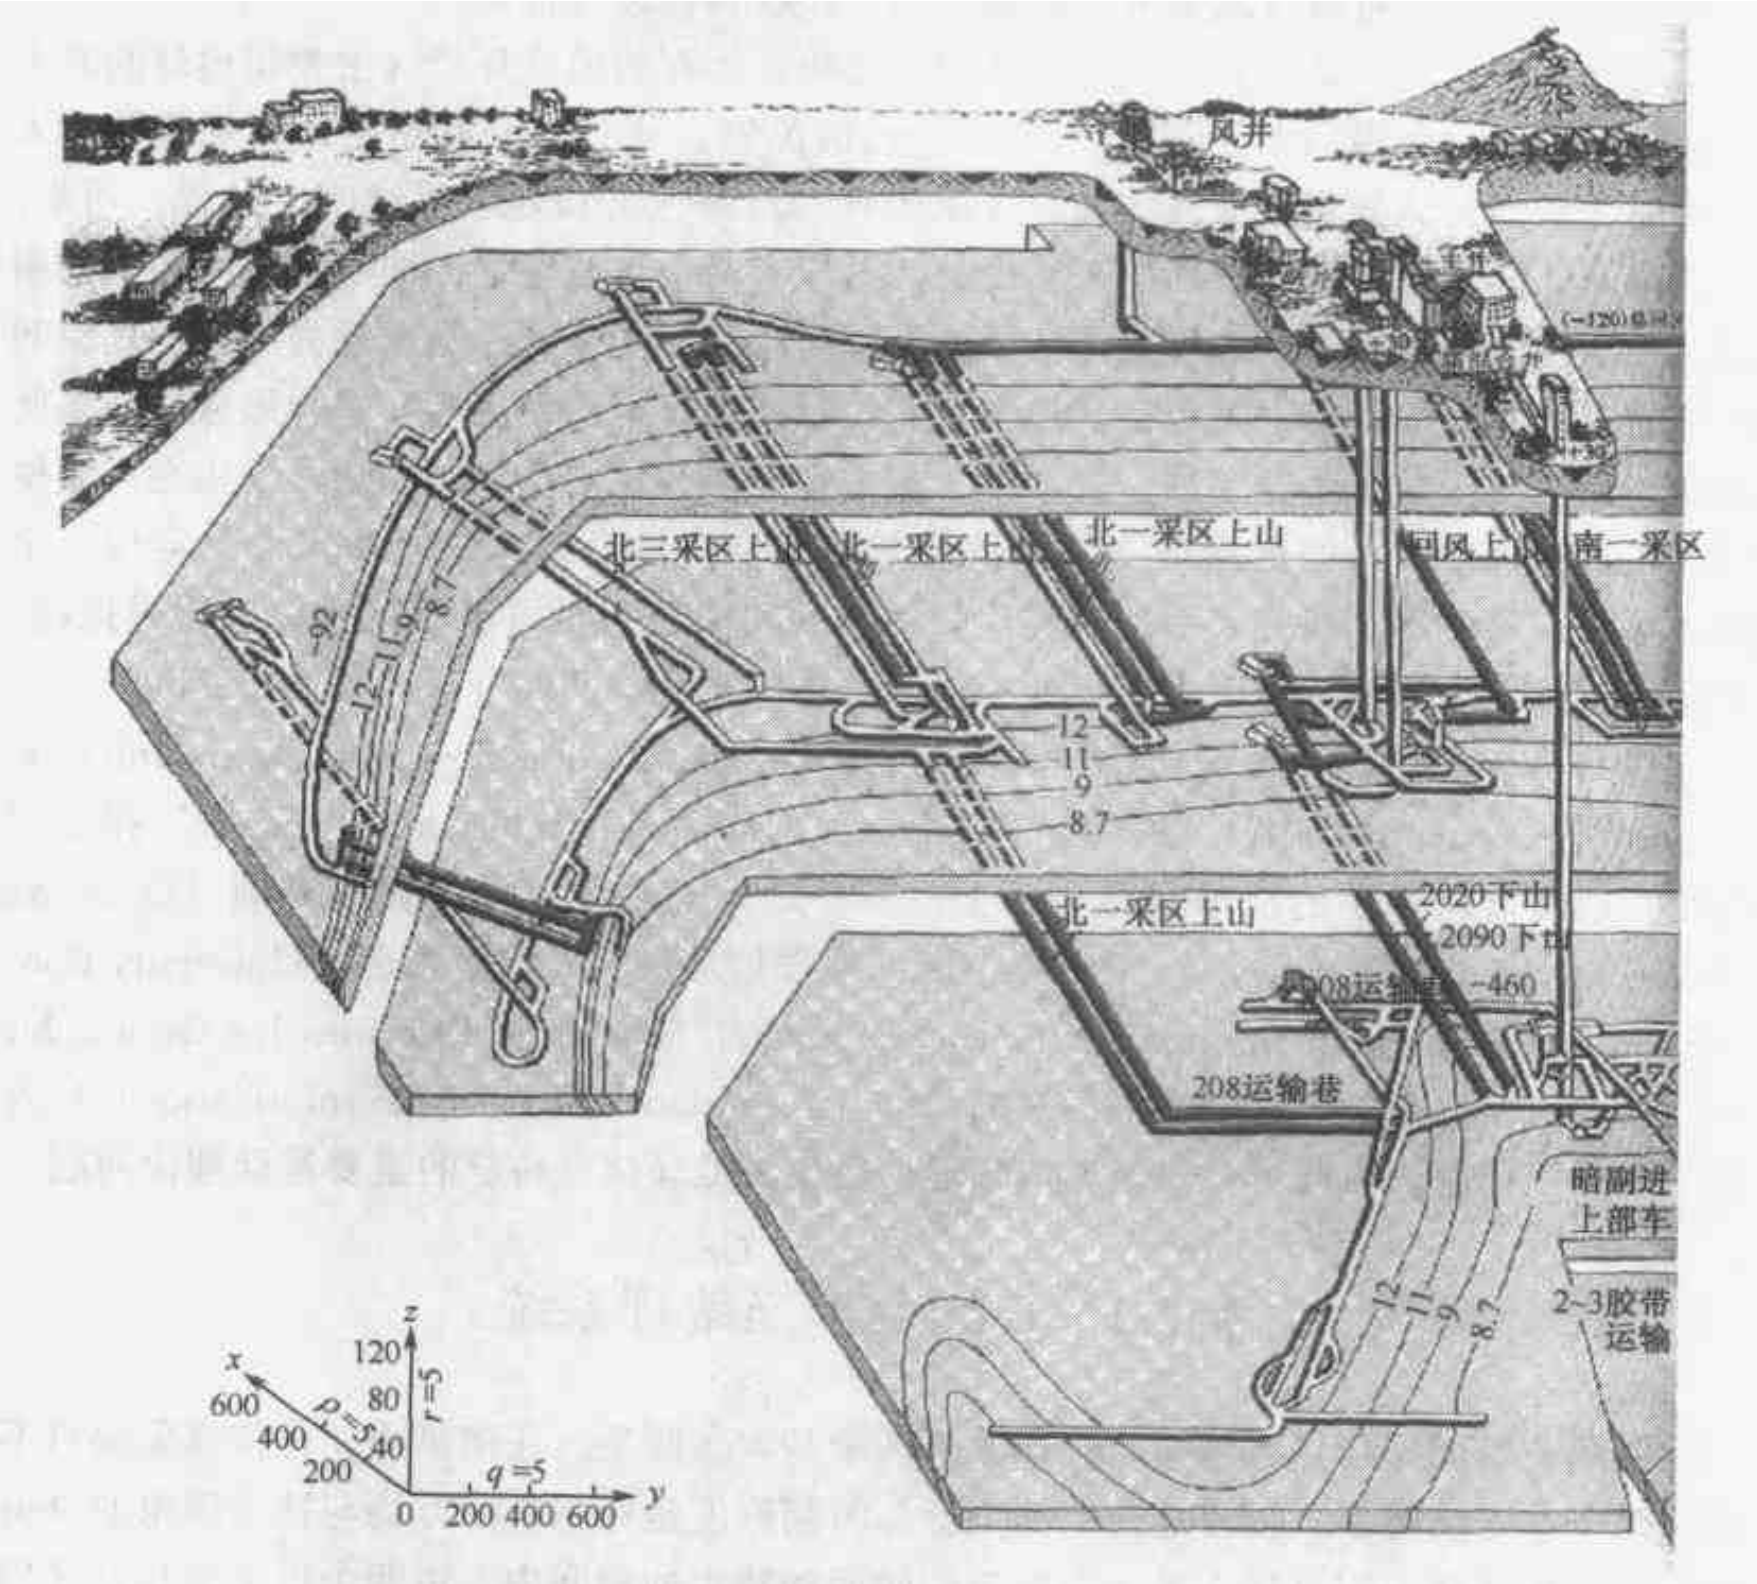 风井
(-120)
+30
北三采区上山
北一采区上山
北一采区上山
回风上山
南一采区
-92
12
11
9
8.7
12
11
9
8.7
北一采区上山
2020下山
2090下山
-460
208运输巷
暗副进
上部车
2~3胶带
运输
12
11
9
8.7
z
120
80
40
r=5
x
600
400
200
p=5
0
q=5
200 400 600
y